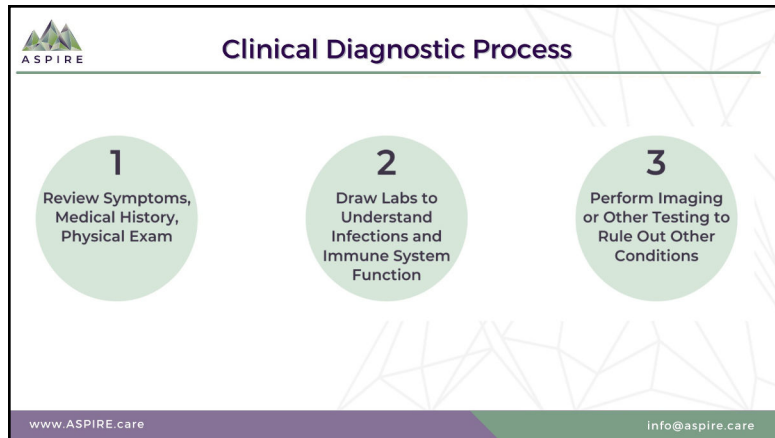 ASPIRE
Clinical Diagnostic Process
1
Review Symptoms,
Medical History,
Physical Exam
2
Draw Labs to
Understand
Infections and
Immune System
Function
3
Perform Imaging
or Other Testing to
Rule Out Other
Conditions
www.ASPIRE.care
info@aspire.care